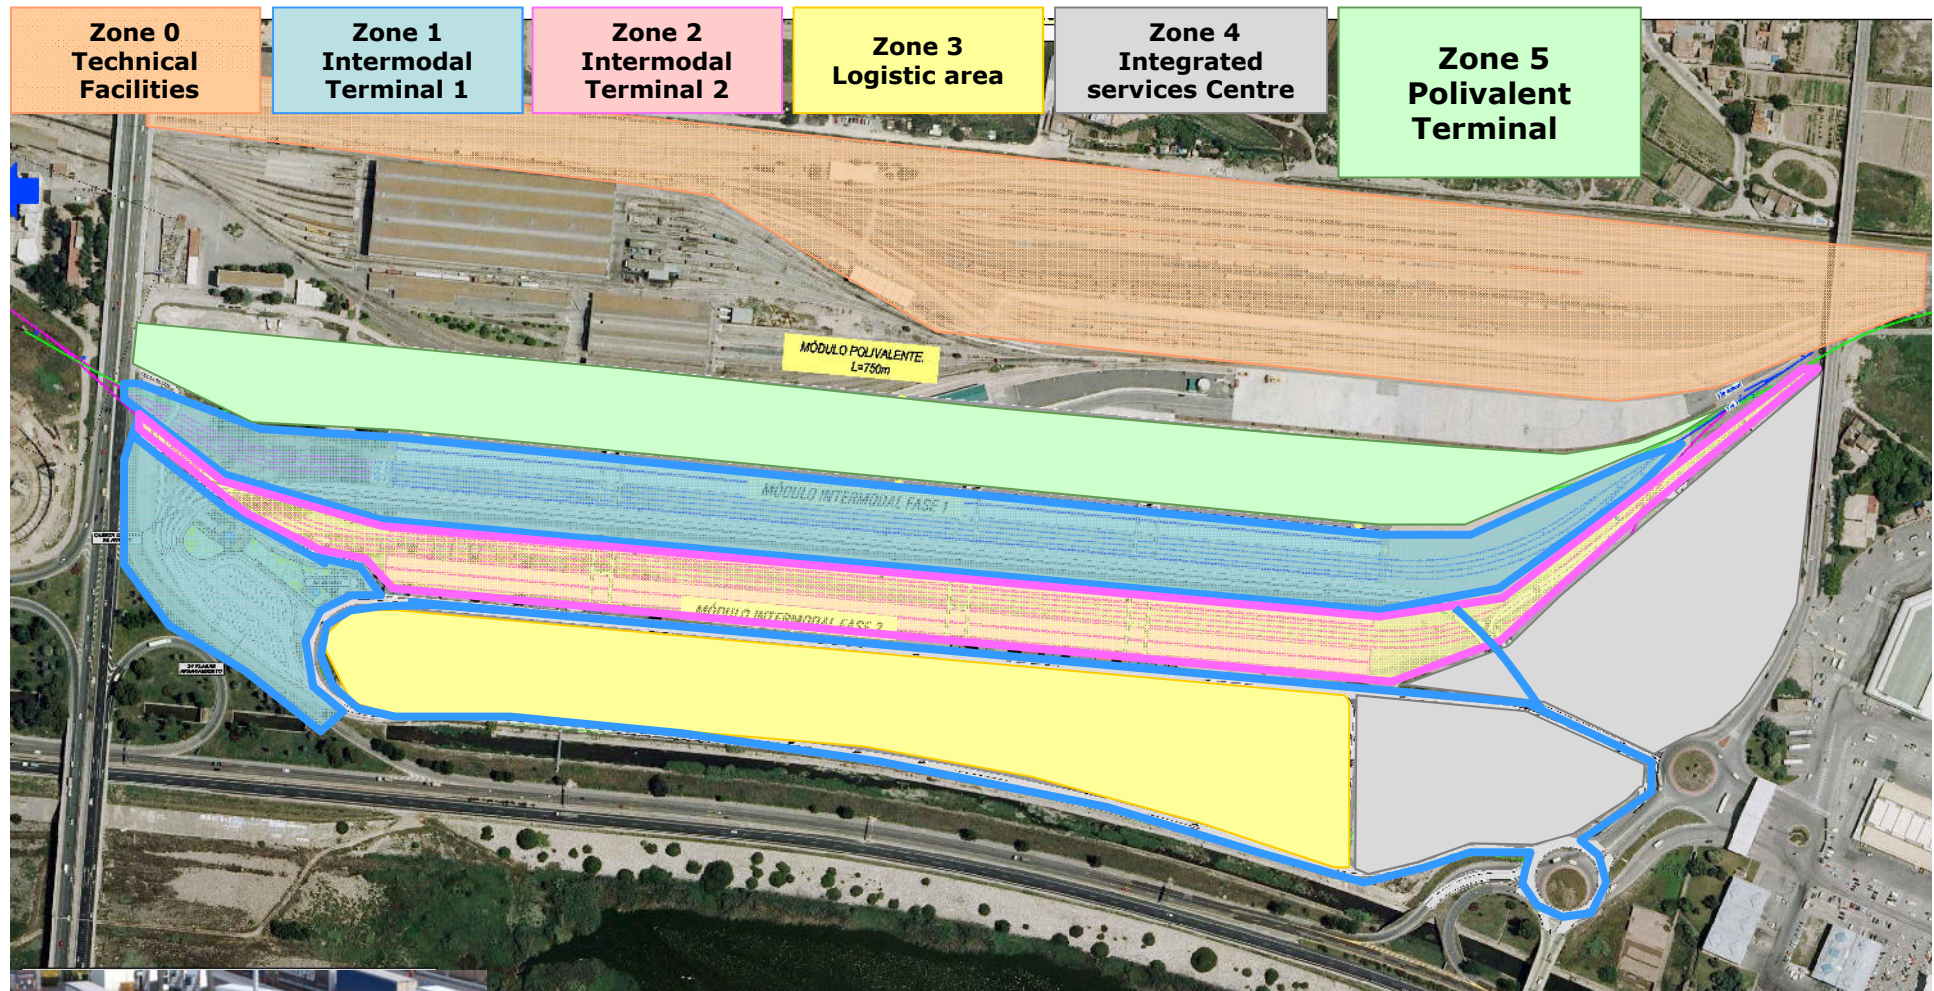 Zone 0
Technical
Facilities
Zone 1
Intermodal
Terminal 1
Zone 2
Intermodal
Terminal 2
Zone 3
Logistic area
Zone 4
Integrated
services Centre
Zone 5
Polivalent
Terminal
MÓDULO POLIVALENTE.
L=750m
MÓDULO INTERMODAL FASE 1
MÓDULO INTERMODAL FASE 2